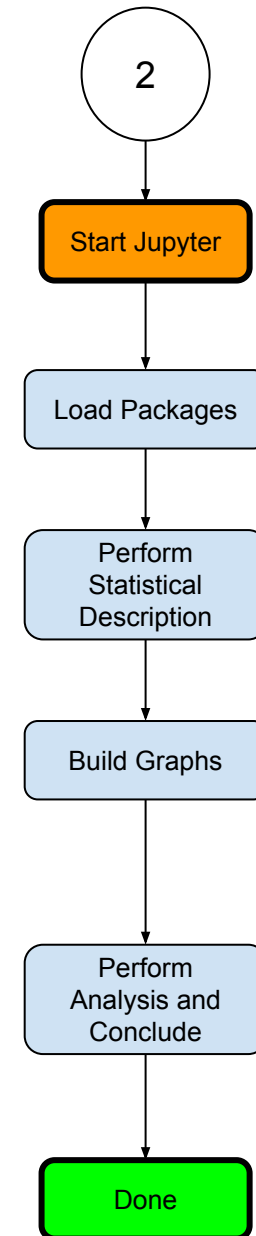 2
Start Jupyter
Load Packages
Perform
Statistical
Description
Build Graphs
Perform
Analysis and
Conclude
Done